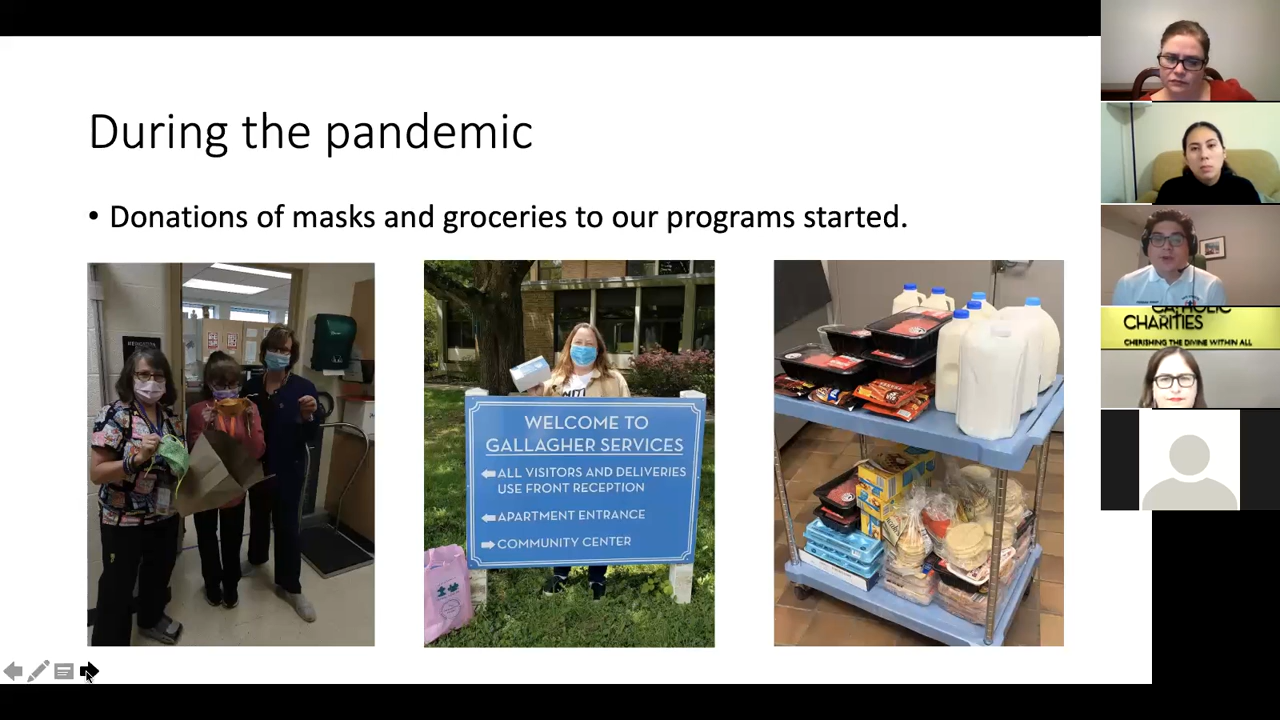 During the pandemic
• Donations of masks and groceries to our programs started.
WELCOME TO
GALLAGHER SERVICES
ALL VISITORS AND DELIVERIES
USE FRONT RECEPTION
APARTMENT ENTRANCE
COMMUNITY CENTER
CATHOLIC
CHARITIES
CHERISHING THE DIVINE WITHIN ALL